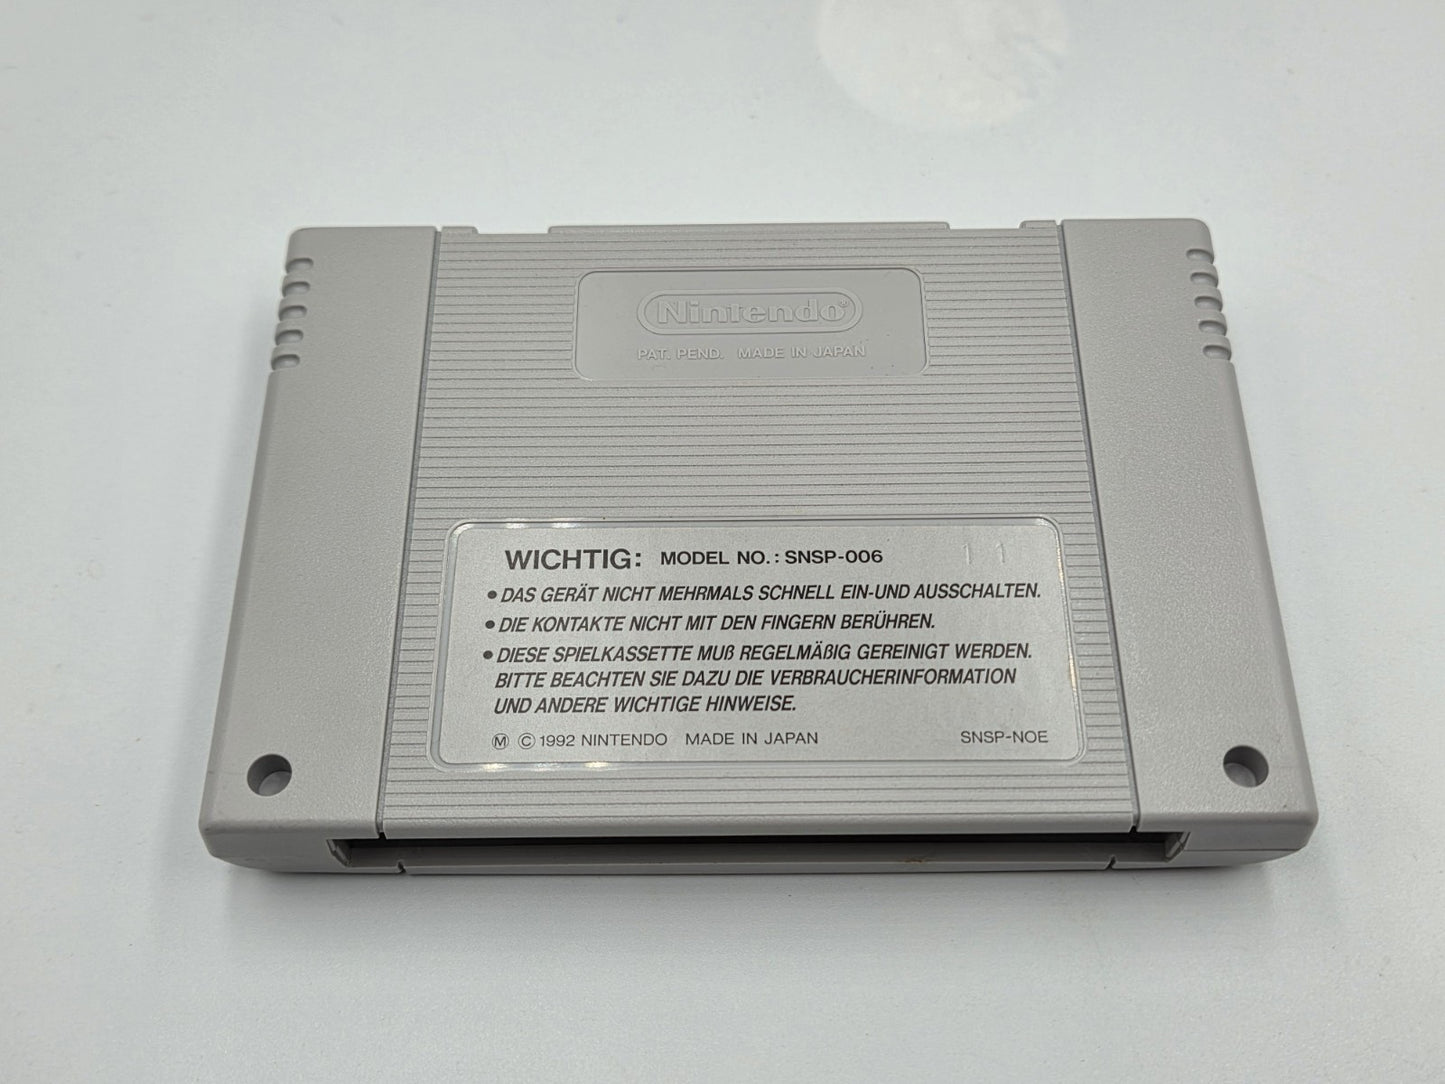 Nintendo®
PAT. PEND. MADE IN JAPAN
WICHTIG: MODEL NO.: SNSP-006 11
• DAS GERÄT NICHT MEHRMALS SCHNELL EIN-UND AUSSCHALTEN.
• DIE KONTAKTE NICHT MIT DEN FINGERN BERÜHREN.
• DIESE SPIELKASSETTE MUß REGELMÄßIG GEREINIGT WERDEN.
BITTE BEACHTEN SIE DAZU DIE VERBRAUCHERINFORMATION
UND ANDERE WICHTIGE HINWEISE.
Ⓜ © 1992 NINTENDO MADE IN JAPAN SNSP-NOE